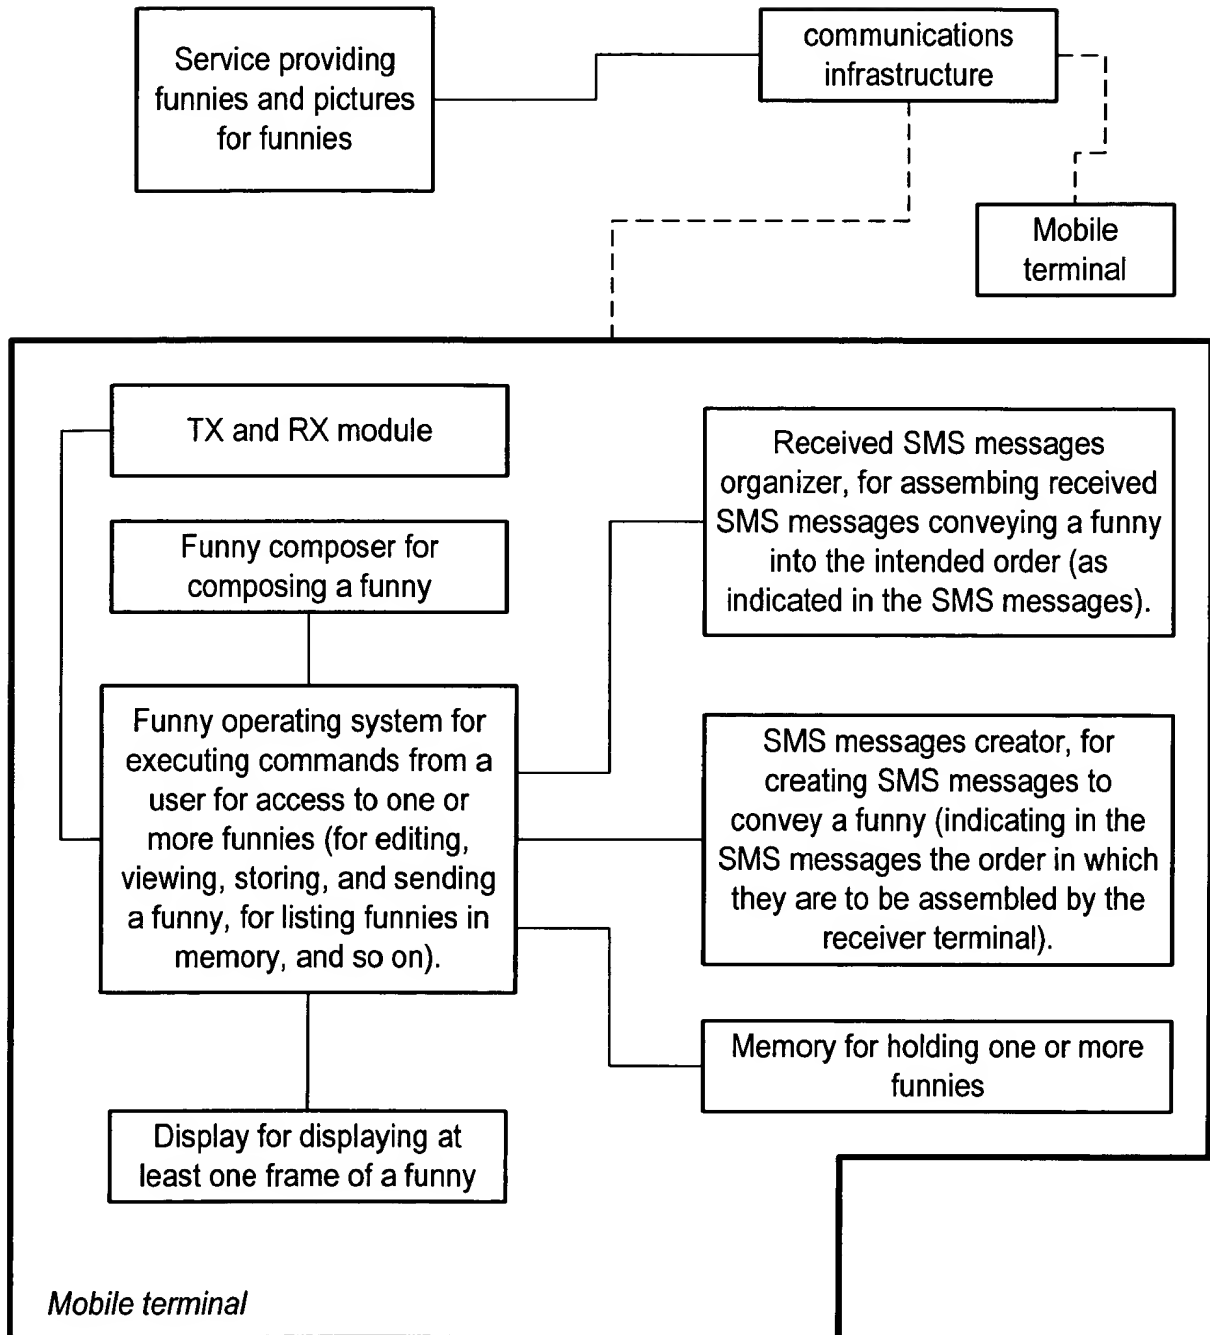 Service providing
funnies and pictures
for funnies
communications
infrastructure
Mobile
terminal
TX and RX module
Funny composer for
composing a funny
Funny operating system for
executing commands from a
user for access to one or
more funnies (for editing,
viewing, storing, and sending
a funny, for listing funnies in
memory, and so on).
Display for displaying at
least one frame of a funny
Received SMS messages
organizer, for assembing received
SMS messages conveying a funny
into the intended order (as
indicated in the SMS messages).
SMS messages creator, for
creating SMS messages to
convey a funny (indicating in the
SMS messages the order in which
they are to be assembled by the
receiver terminal).
Memory for holding one or more
funnies
Mobile terminal